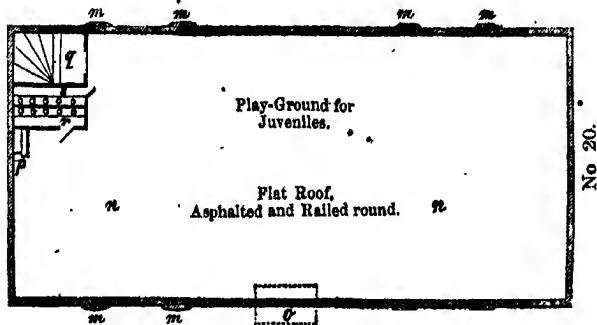 m m m m
q
r
Play-Ground for
Juveniles.
p
n n
Flat Roof,
Asphalted and Railed round.
o
m m
No 20.